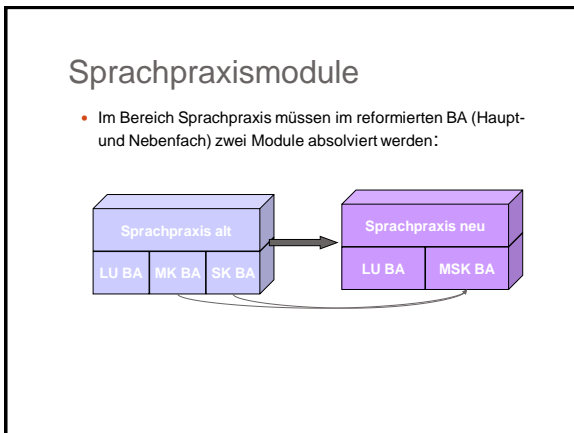 Sprachpraxismodule
• Im Bereich Sprachpraxis müssen im reformierten BA (Haupt-
und Nebenfach) zwei Module absolviert werden:
Sprachpraxis alt
LU BA MK BA SK BA
Sprachpraxis neu
LU BA MSK BA